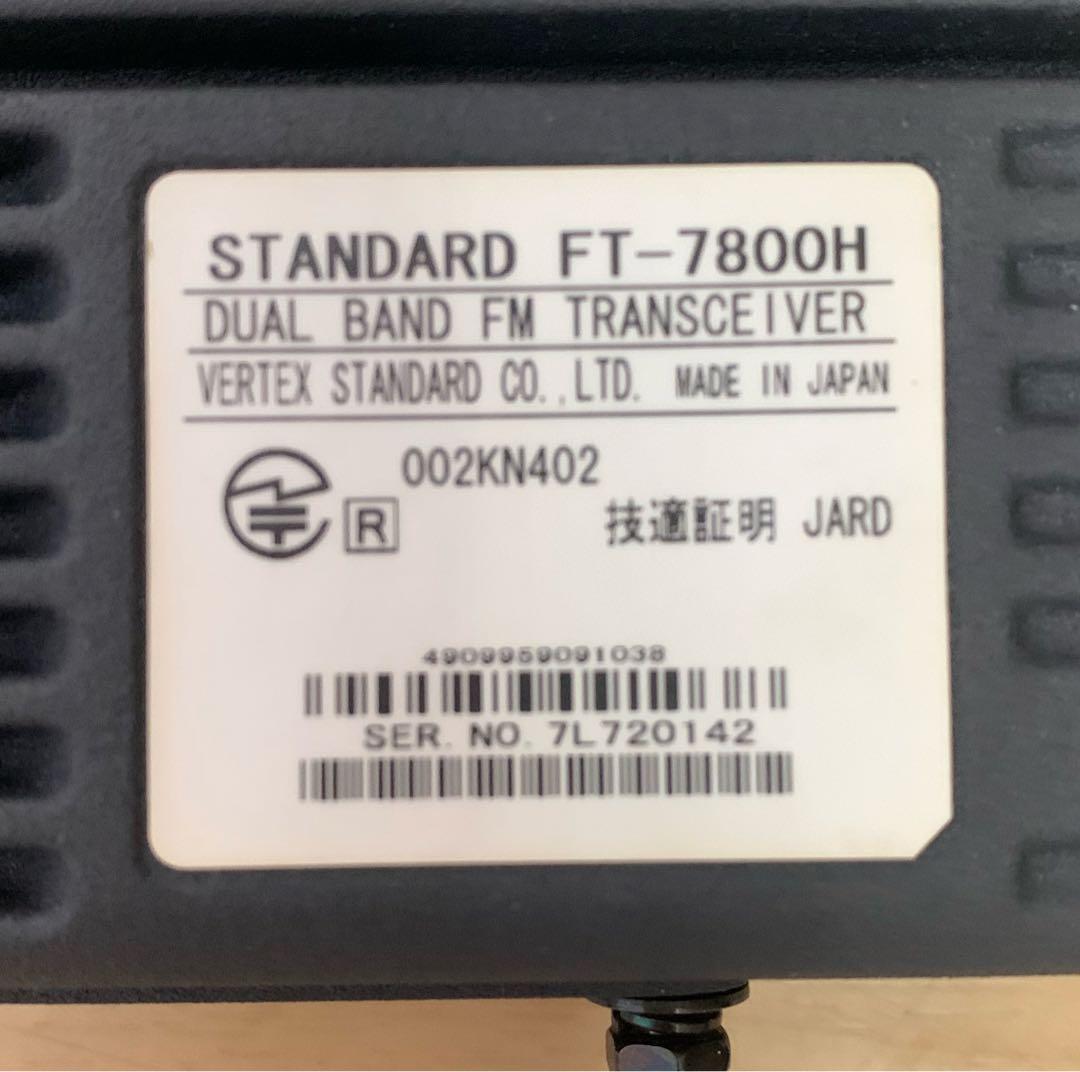 STANDARD FT-7800H
DUAL BAND FM TRANSCEIVER
VERTEX STANDARD CO.,LTD. MADE IN JAPAN
R 002KN402
技適証明 JARD
4909959091038
SER. NO. 7L720142